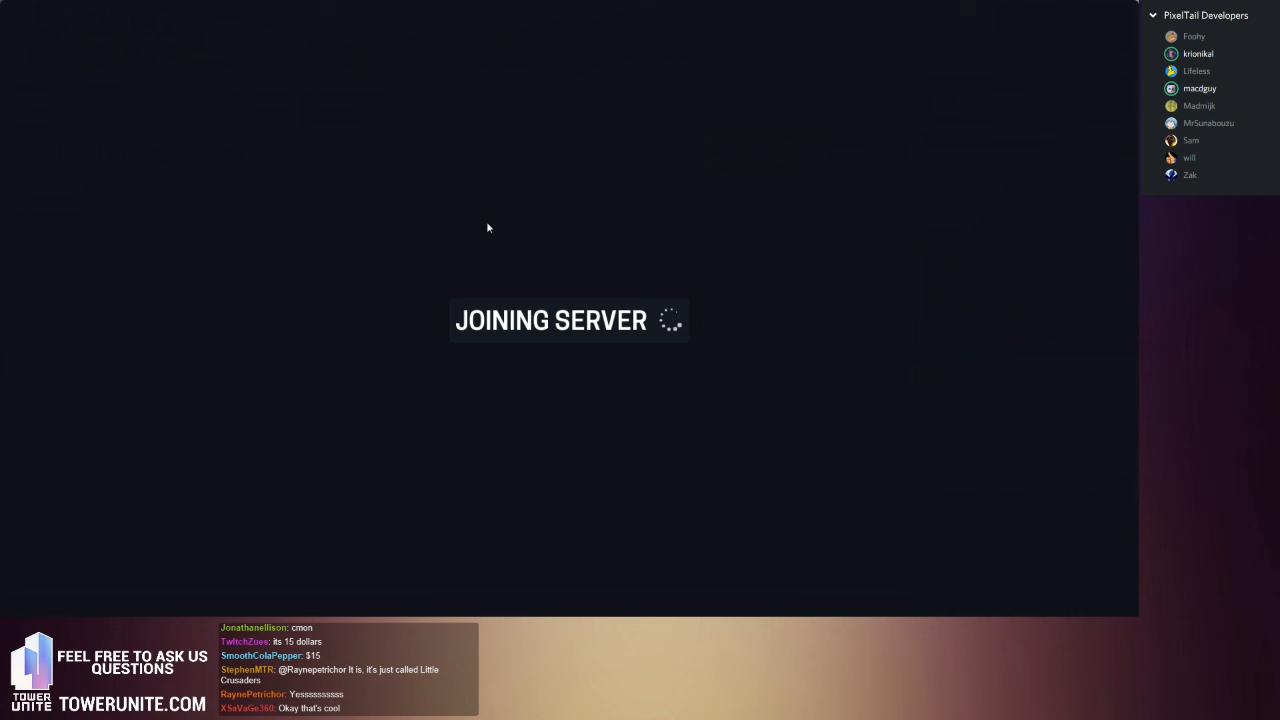 PixelTail Developers
Foohy
krionikal
Lifeless
macdguy
Madmijk
MrSunabouzu
Sam
will
Zak
JOINING SERVER
Jonathanellison: cmon
TwitchZues: its 15 dollars
SmoothColaPepper: $15
StephenMTR: @Raynepetrichor It is, it's just called Little
Crusaders
RaynePetrichor: Yesssssssssss
XSaVaGe360: Okay that's cool
FEEL FREE TO ASK US
QUESTIONS
TOWER
UNITE
TOWERUNITE.COM